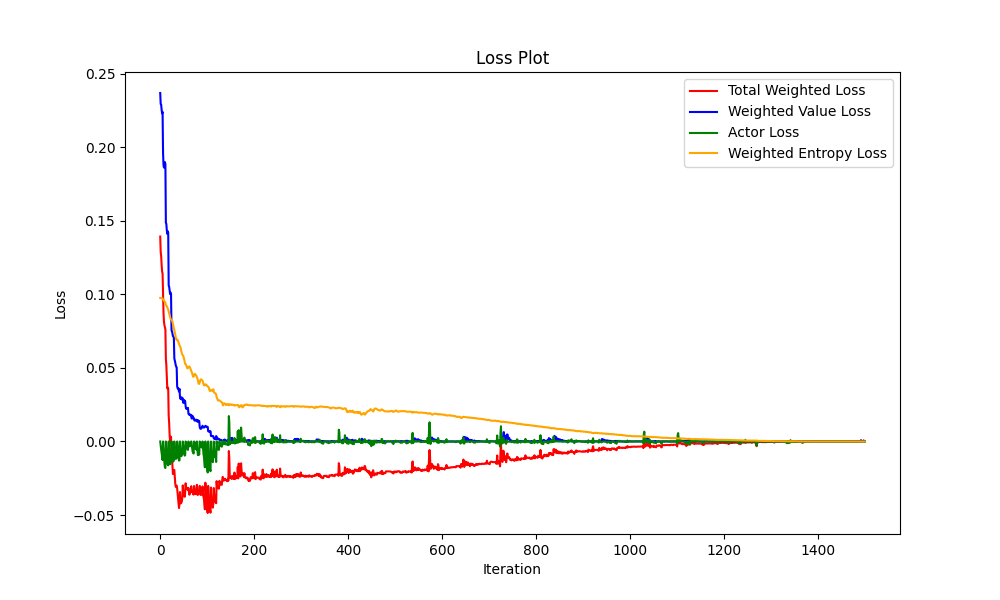 Loss Plot
Total Weighted Loss
Weighted Value Loss
Actor Loss
Weighted Entropy Loss
0.25
0.20
0.15
0.10
0.05
0.00
−0.05
Loss
0
200
400
600
800
1000
1200
1400
Iteration